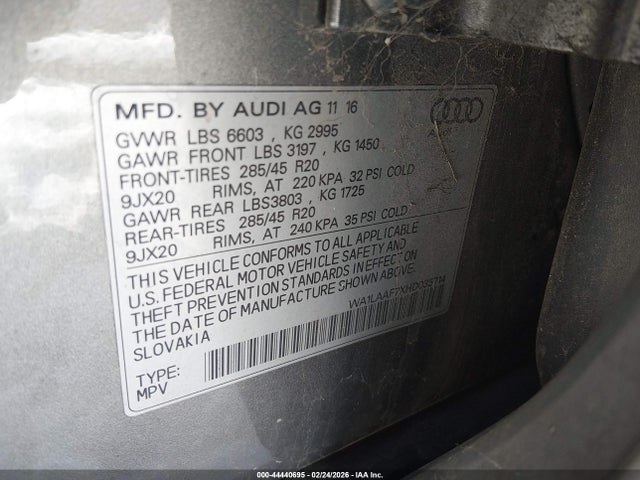 MFD. BY AUDI AG 11 16
GVWR LBS 6603 , KG 2995
GAWR FRONT LBS 3197 , KG 1450
FRONT-TIRES 285/45 R20
9JX20 RIMS, AT 220 KPA 32 PSI COLD
GAWR REAR LBS3803 , KG 1725
REAR-TIRES 285/45 R20
9JX20 RIMS, AT 240 KPA 35 PSI COLD
THIS VEHICLE CONFORMS TO ALL APPLICABLE
U.S. FEDERAL MOTOR VEHICLE SAFETY AND
THEFT PREVENTION STANDARDS IN EFFECT ON
THE DATE OF MANUFACTURE SHOWN ABOVE.
SLOVAKIA
WA1LAAF7XHD035714
TYPE:
MPV
000-44440695 - 02/24/2026 - IAA Inc.